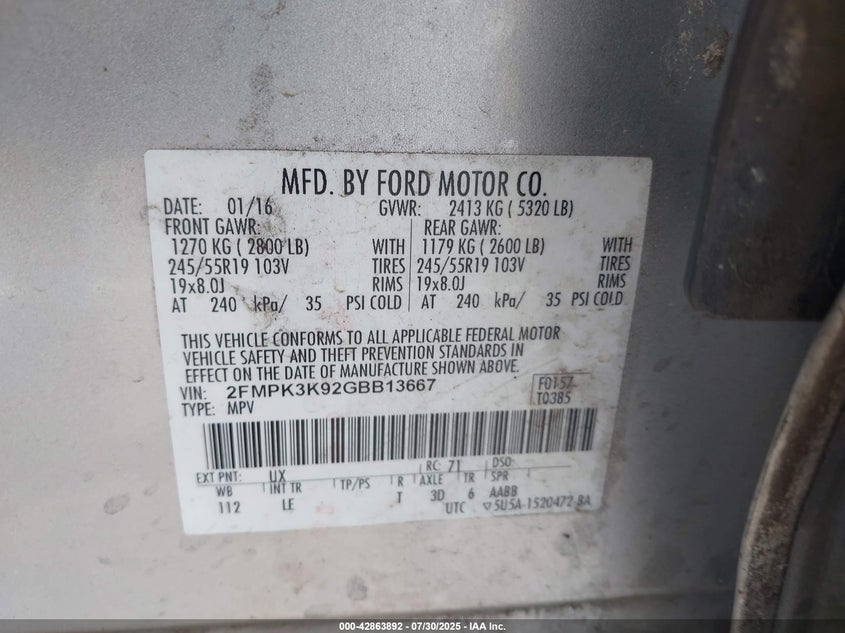 MFD. BY FORD MOTOR CO.
DATE: 01/16 GVWR: 2413 KG ( 5320 LB)
FRONT GAWR: REAR GAWR:
1270 KG ( 2800 LB) WITH 1179 KG ( 2600 LB) WITH
245/55R19 103V TIRES 245/55R19 103V TIRES
19x8.0J RIMS 19x8.0J RIMS
AT 240 kPa/ 35 PSI COLD AT 240 kPa/ 35 PSI COLD
THIS VEHICLE CONFORMS TO ALL APPLICABLE FEDERAL MOTOR
VEHICLE SAFETY AND THEFT PREVENTION STANDARDS IN
EFFECT ON THE DATE OF MANUFACTURE SHOWN ABOVE.
VIN: 2FMPK3K92GBB13667 F0157
TYPE: MPV T0385
EXT PNT: UX RC: 71 DSO:
WB INT TR TP/PS R AXLE TR SPR
112 LE T 3D 6 AABB
UTC ▽5U5A-1520472-BA
000-42863892 - 07/30/2025 - IAA Inc.